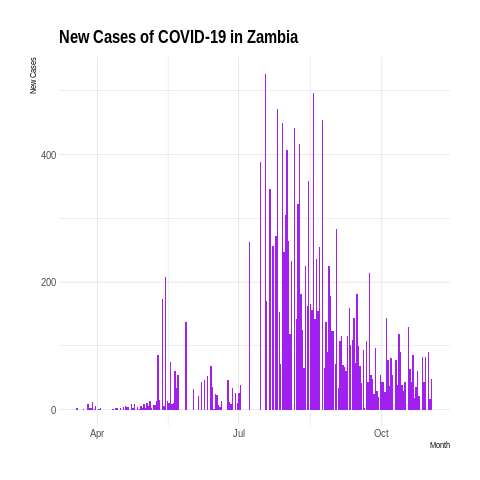 New Cases of COVID-19 in Zambia
New Cases
400
200
0
Apr
Jul
Oct
Month